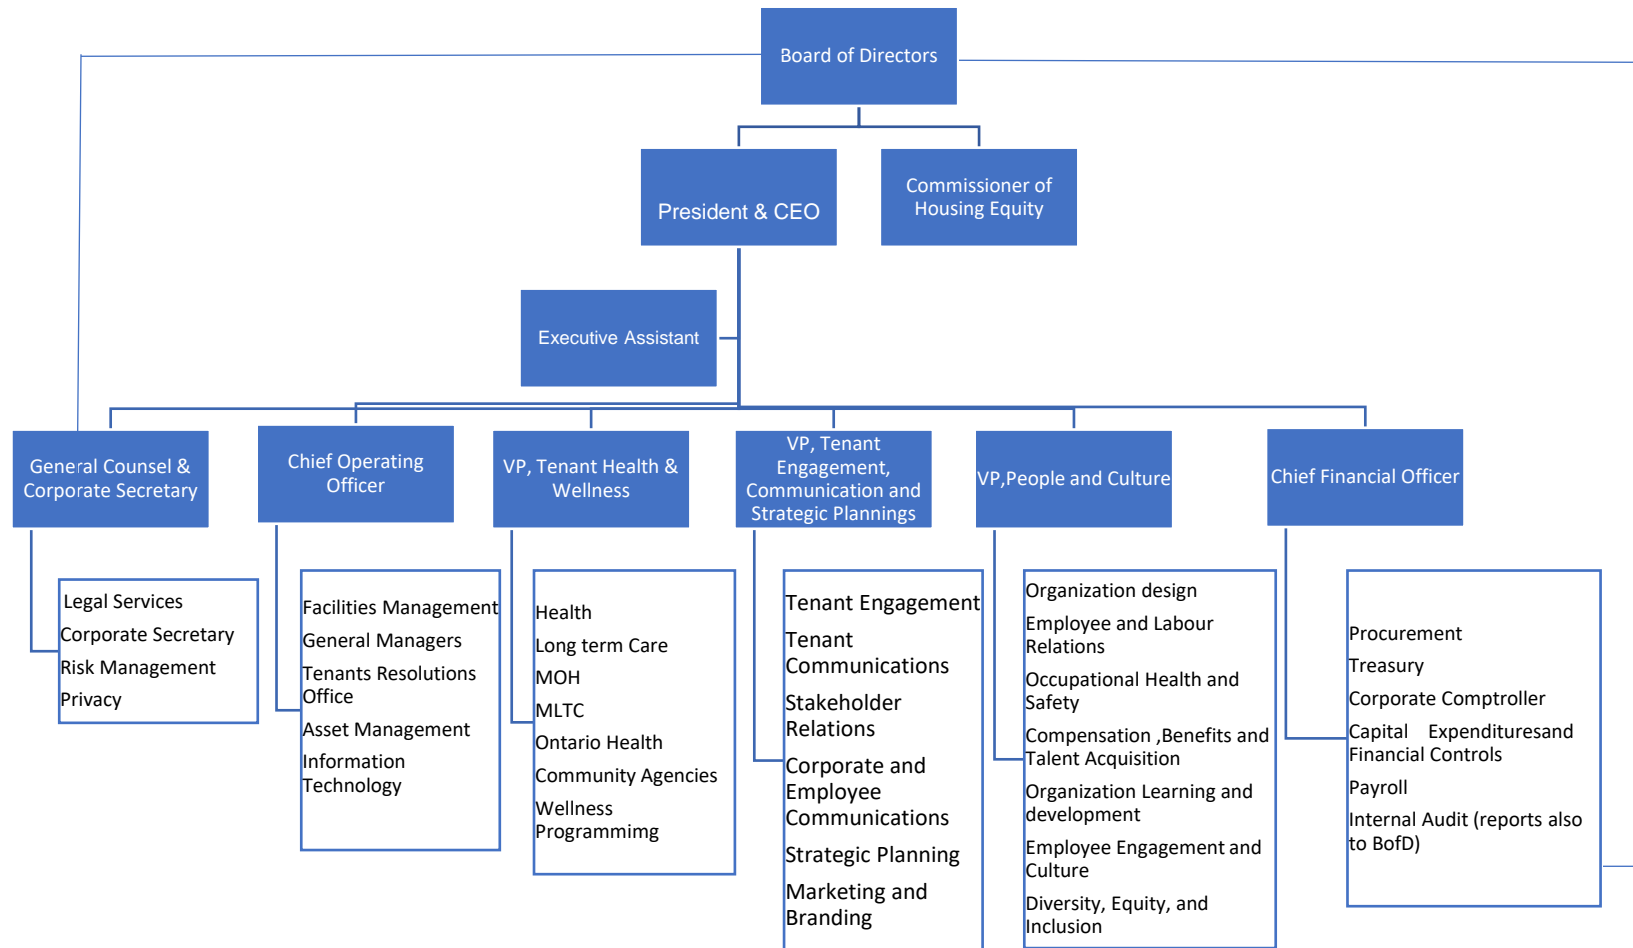 Board of Directors
President & CEO
Commissioner of
Housing Equity
Executive Assistant
General Counsel &
Corporate Secretary
Chief Operating
Officer
VP, Tenant Health &
Wellness
VP, Tenant
Engagement,
Communication and
Strategic Plannings
VP,People and Culture
Chief Financial Officer
Legal Services
Corporate Secretary
Risk Management
Privacy
Facilities Management
General Managers
Tenants Resolutions
Office
Asset Management
Information
Technology
Health
Long term Care
MOH
MLTC
Ontario Health
Community Agencies
Wellness
Programmimg
Tenant Engagement
Tenant
Communications
Stakeholder
Relations
Corporate and
Employee
Communications
Strategic Planning
Marketing and
Branding
Organization design
Employee and Labour
Relations
Occupational Health and
Safety
Compensation ,Benefits and
Talent Acquisition
Organization Learning and
development
Employee Engagement and
Culture
Diversity, Equity, and
Inclusion
Procurement
Treasury
Corporate Comptroller
Capital Expendituresand
Financial Controls
Payroll
Internal Audit (reports also
to BofD)